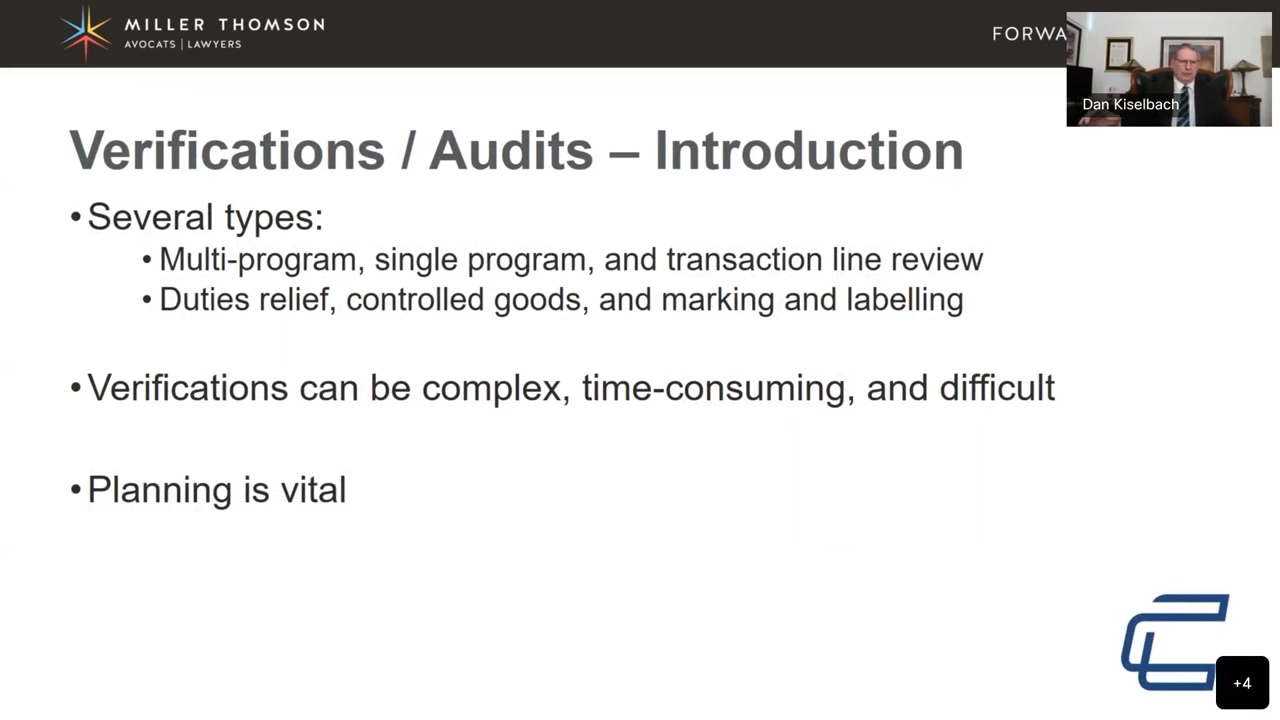 MILLER THOMSON
AVOCATS | LAWYERS
FORWA
Dan Kiselbach
Verifications / Audits – Introduction
•Several types:
•Multi-program, single program, and transaction line review
•Duties relief, controlled goods, and marking and labelling
•Verifications can be complex, time-consuming, and difficult
•Planning is vital
+4